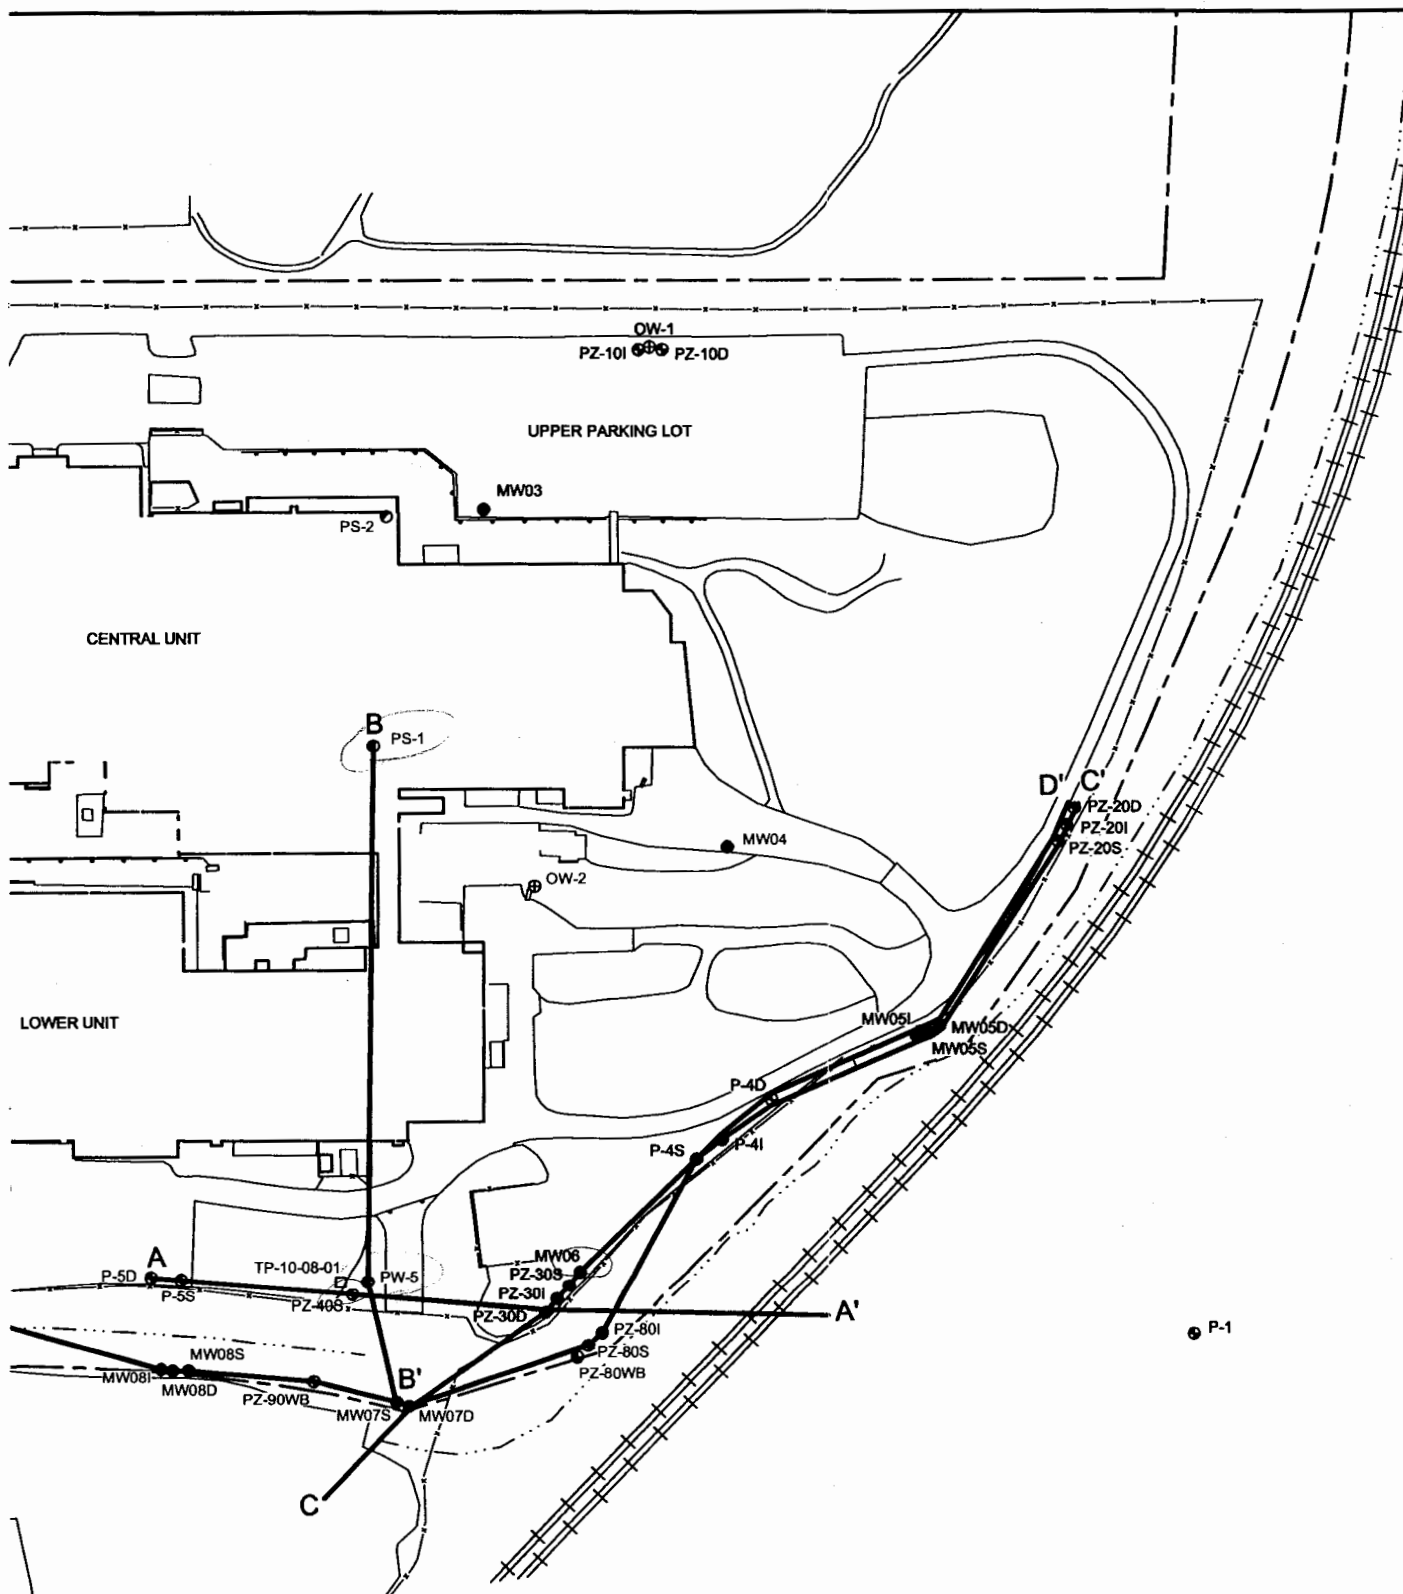 OW-1
PZ-10I
PZ-10D
UPPER PARKING LOT
MW03
PS-2
CENTRAL UNIT
B
PS-1
D' C'
PZ-20D
PZ-20I
PZ-20S
MW04
OW-2
LOWER UNIT
MW05I
MW05D
MW05S
P-4D
P-4I
P-4S
A
MW06
P-5D
TP-10-08-01
PW-5
PZ-30S
P-5S
PZ-40S
PZ-30I
PZ-30D
A'
PZ-80I
P-1
MW08S
PZ-80S
MW08I
PZ-80WB
MW08D
B'
PZ-90WB
MW07S
MW07D
C